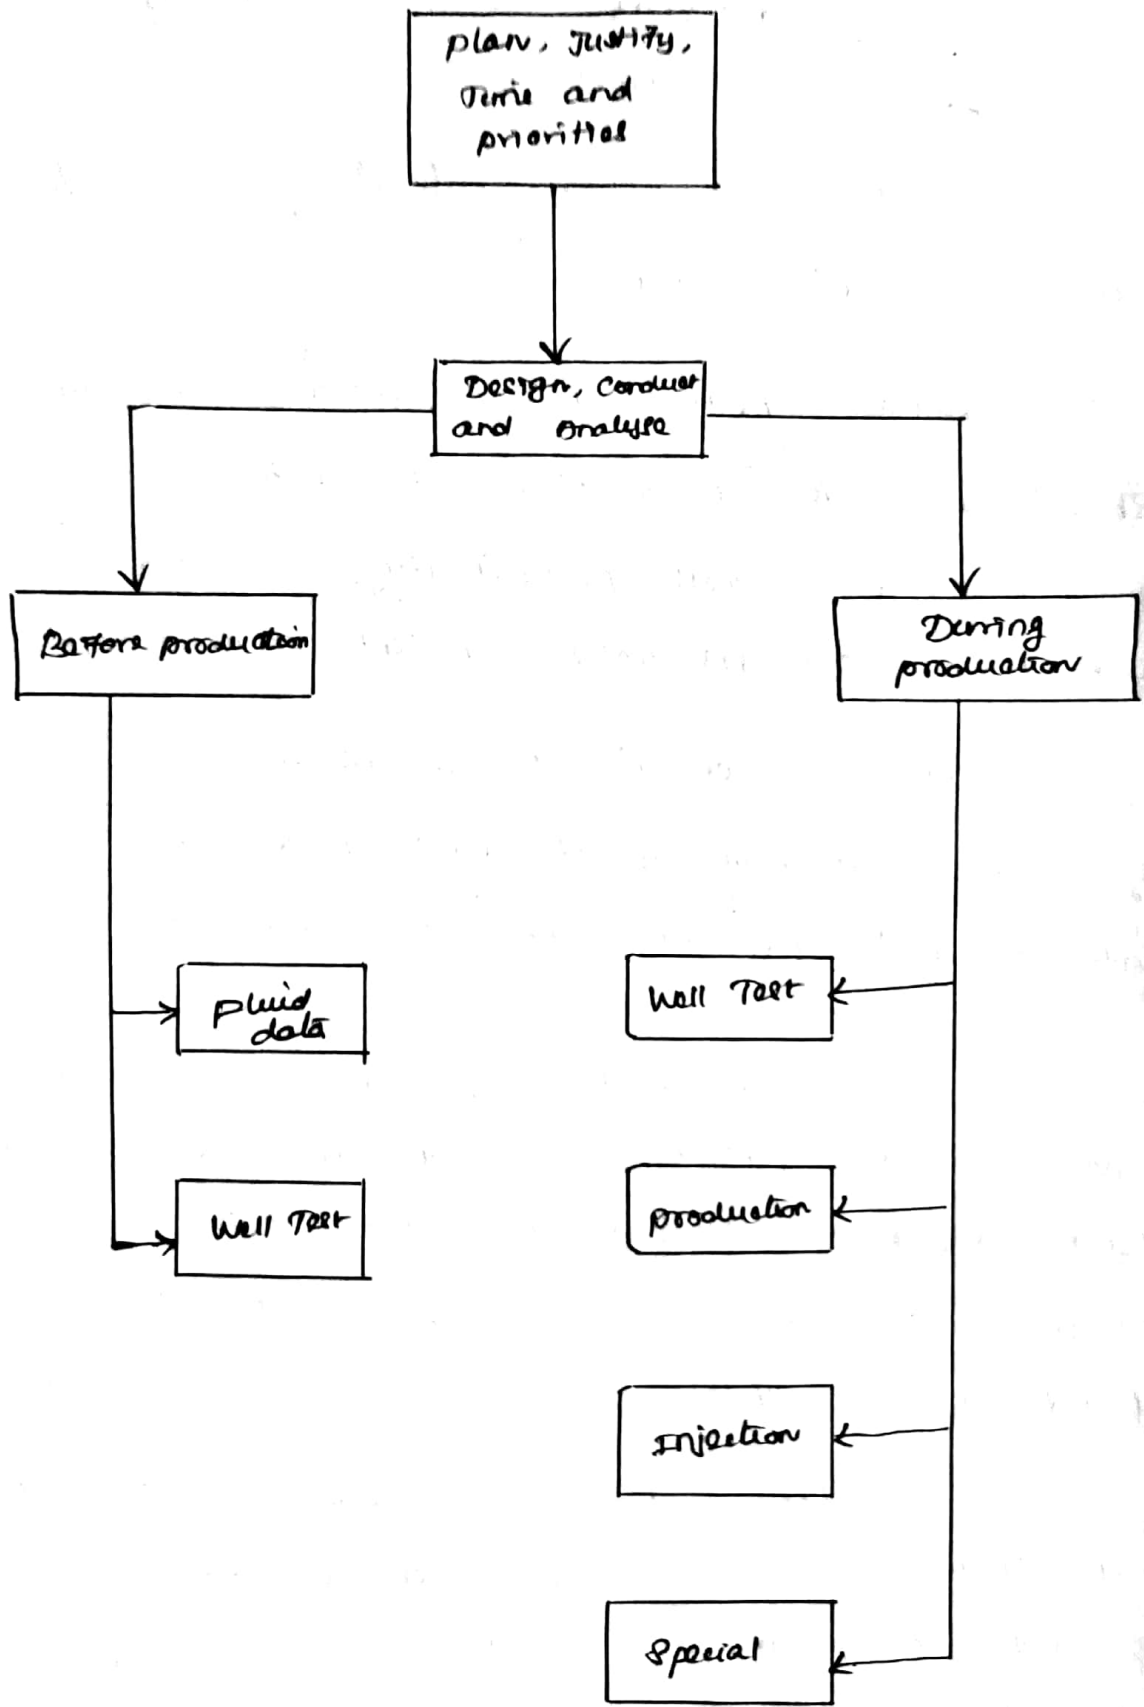 Plan, Justify,
Time and
priorities
Design, Conduct
and Analyse
Before production
During
production
Fluid
data
Well Test
Well Test
production
Injection
Special